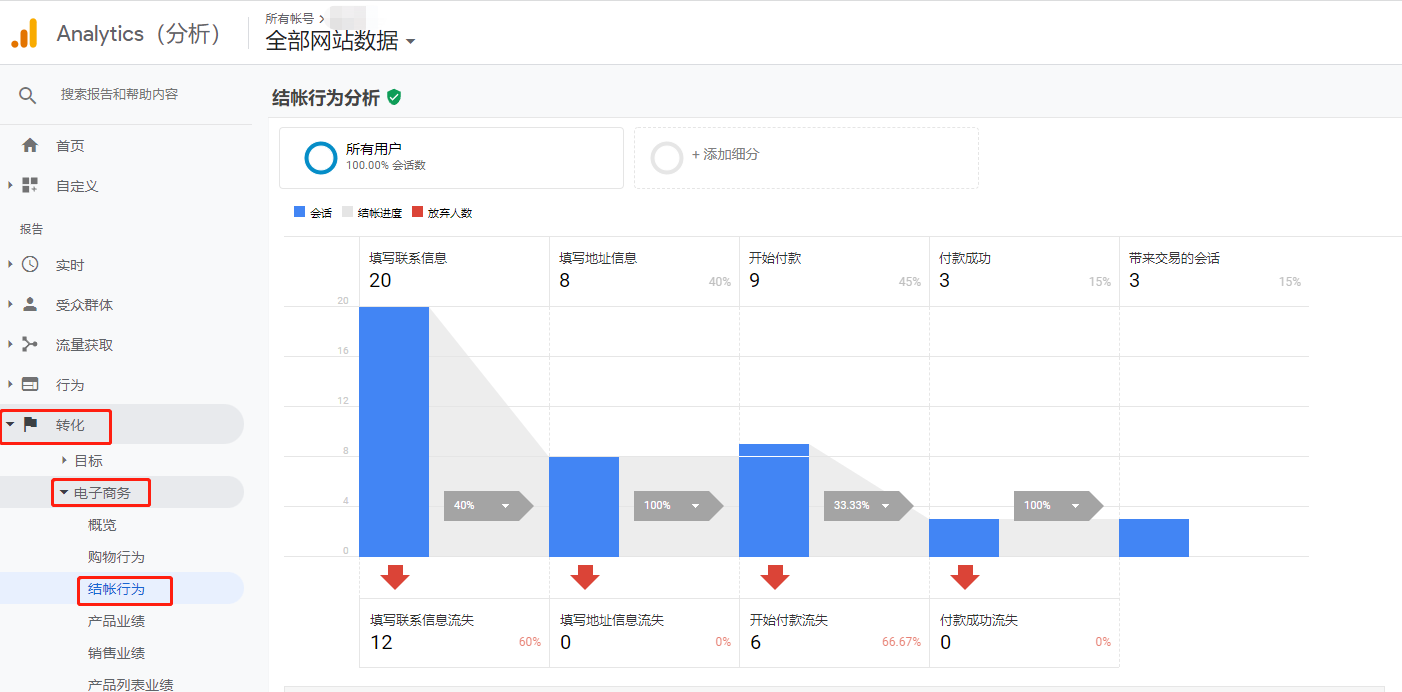 Analytics（分析）
所有帐号 >
全部网站数据
搜索报告和帮助内容
首页
自定义
报告
实时
受众群体
流量获取
行为
转化
目标
电子商务
概览
购物行为
结帐行为
产品业绩
销售业绩
产品列表业绩
结帐行为分析
所有用户
100.00% 会话数
+ 添加细分
会话 结帐进度 放弃人数
填写联系信息 填写地址信息 开始付款 付款成功 带来交易的会话
20 8 40% 9 45% 3 15% 3 15%
20
16
12
8
4
0
40% 100% 33.33% 100%
填写联系信息流失 填写地址信息流失 开始付款流失 付款成功流失
12 60% 0 0% 6 66.67% 0 0%